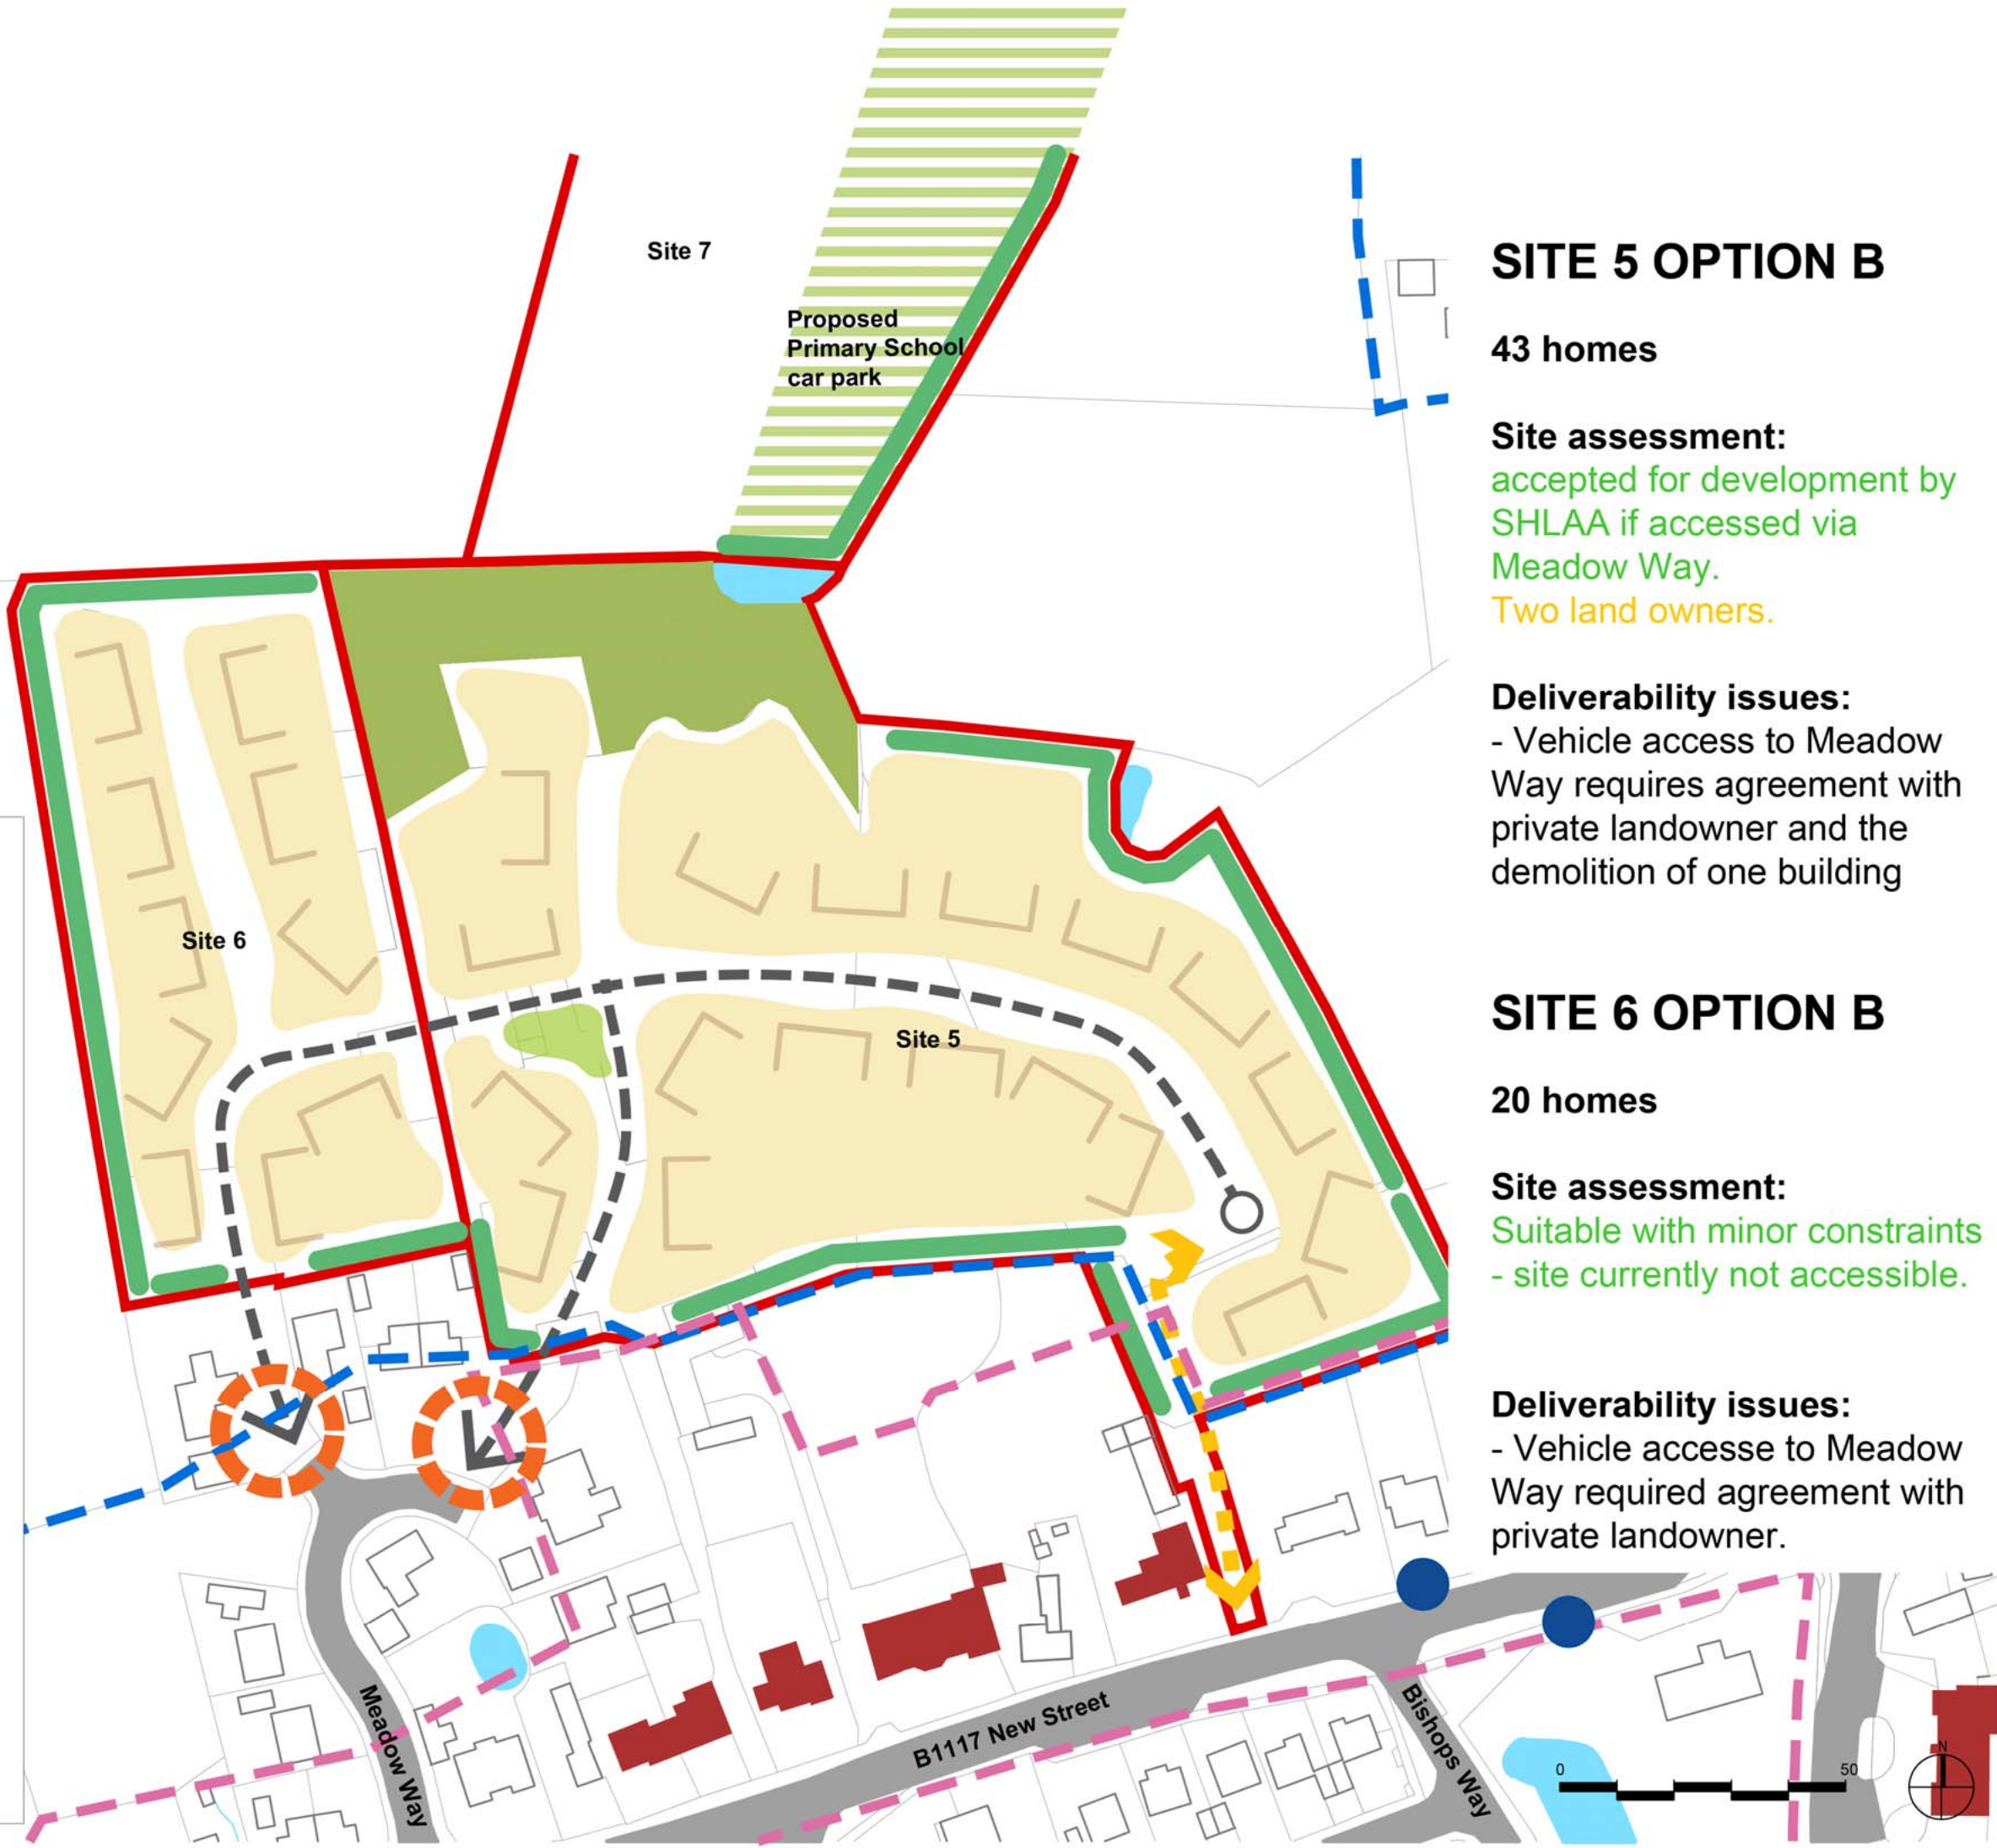 Site 7
Proposed
Primary School
car park
Site 6
Site 5
Meadow Way
B1117 New Street
Bishops Way
SITE 5 OPTION B
43 homes
Site assessment:
accepted for development by
SHLAA if accessed via
Meadow Way.
Two land owners.
Deliverability issues:
- Vehicle access to Meadow
Way requires agreement with
private landowner and the
demolition of one building
SITE 6 OPTION B
20 homes
Site assessment:
Suitable with minor constraints
- site currently not accessible.
Deliverability issues:
- Vehicle accesse to Meadow
Way required agreement with
private landowner.
0 50
N